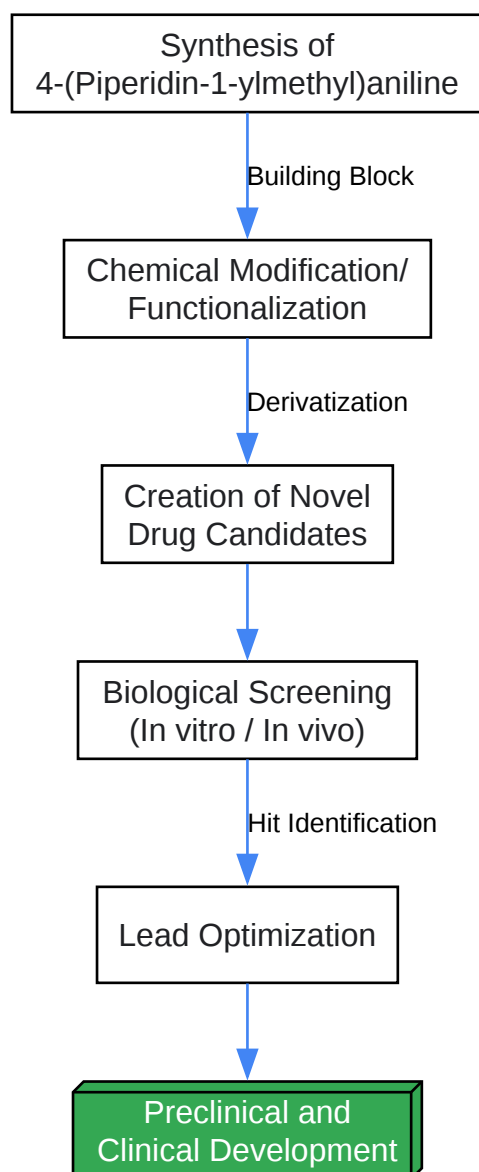 Synthesis of
4-(Piperidin-1-ylmethyl)aniline
Building Block
Chemical Modification/
Functionalization
Derivatization
Creation of Novel
Drug Candidates
Biological Screening
(In vitro / In vivo)
Hit Identification
Lead Optimization
Preclinical and
Clinical Development